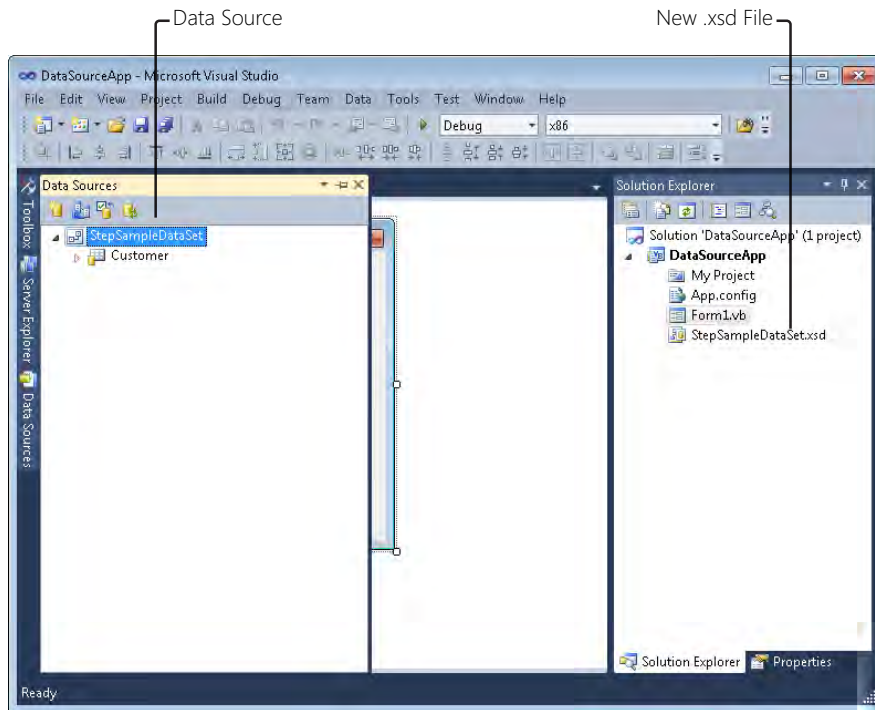 Data Source
New .xsd File
DataSourceApp - Microsoft Visual Studio
File Edit View Project Build Debug Team Data Tools Test Window Help
Debug
x86
Data Sources
StepSampleDataSet
Customer
Toolbox
Server Explorer
Data Sources
Solution Explorer
Solution 'DataSourceApp' (1 project)
DataSourceApp
My Project
App.config
Form1.vb
StepSampleDataSet.xsd
Solution Explorer
Properties
Ready